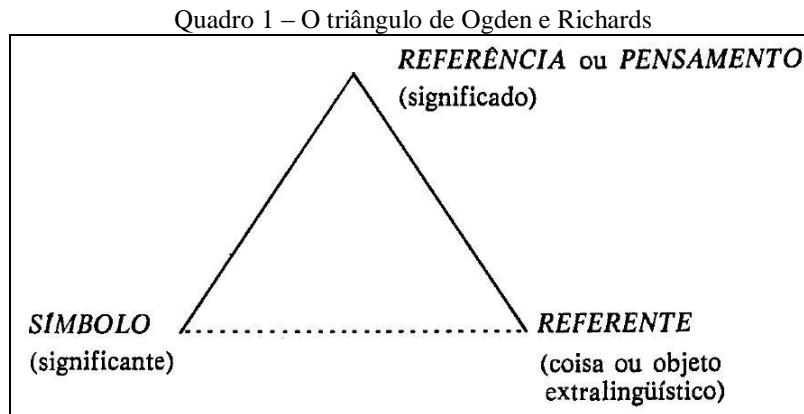 Quadro 1 – O triângulo de Ogden e Richards
REFERÊNCIA ou PENSAMENTO
(significado)
SÍMBOLO
(significante)
REFERENTE
(coisa ou objeto
extralingüístico)